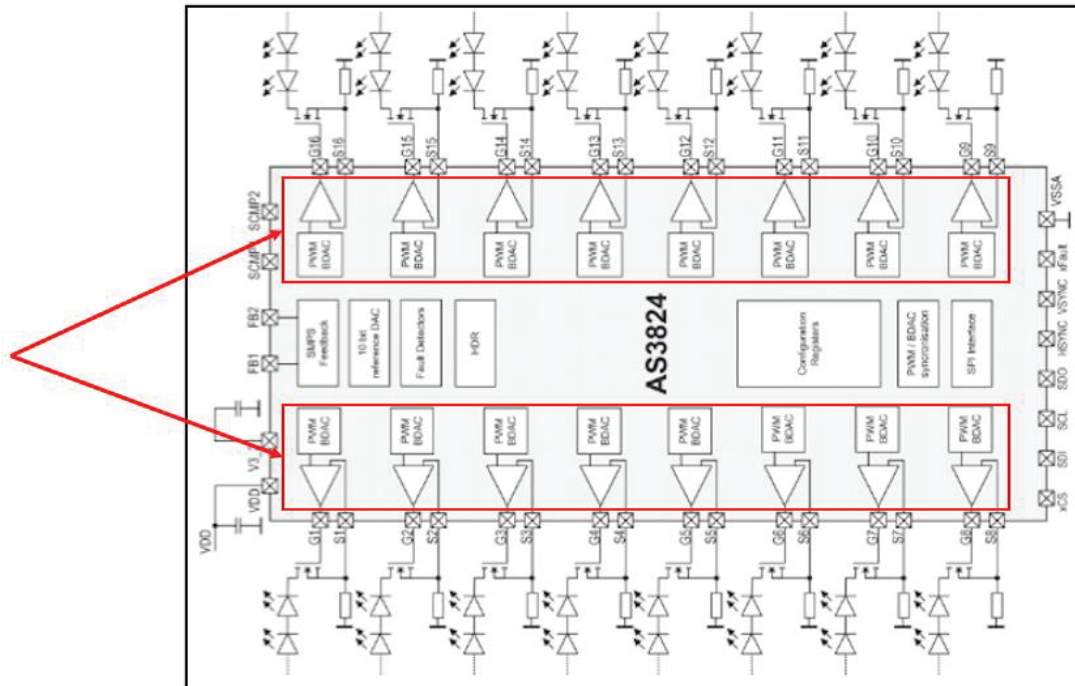 G16
S16
G15
S15
G14
S14
G13
S13
G12
S12
G11
S11
G10
S10
G9
S9
SCMP2
PWM
BDAC
PWM
BDAC
PWM
BDAC
PWM
BDAC
PWM
BDAC
PWM
BDAC
PWM
BDAC
PWM
BDAC
VSSA
FB2
FB1
SMPS
Feedback
10 bit
reference DAC
Fault Detectors
HDR
AS3824
Configuration
Registers
PWM / BDAC
syncronisation
SPI Interface
xFault
VSYNC
HSYNC
SDO
SCL
SDI
xCS
VDD
VDD
PWM
BDAC
PWM
BDAC
PWM
BDAC
PWM
BDAC
PWM
BDAC
PWM
BDAC
PWM
BDAC
PWM
BDAC
G1
S1
G2
S2
G3
S3
G4
S4
G5
S5
G6
S6
G7
S7
G8
S8